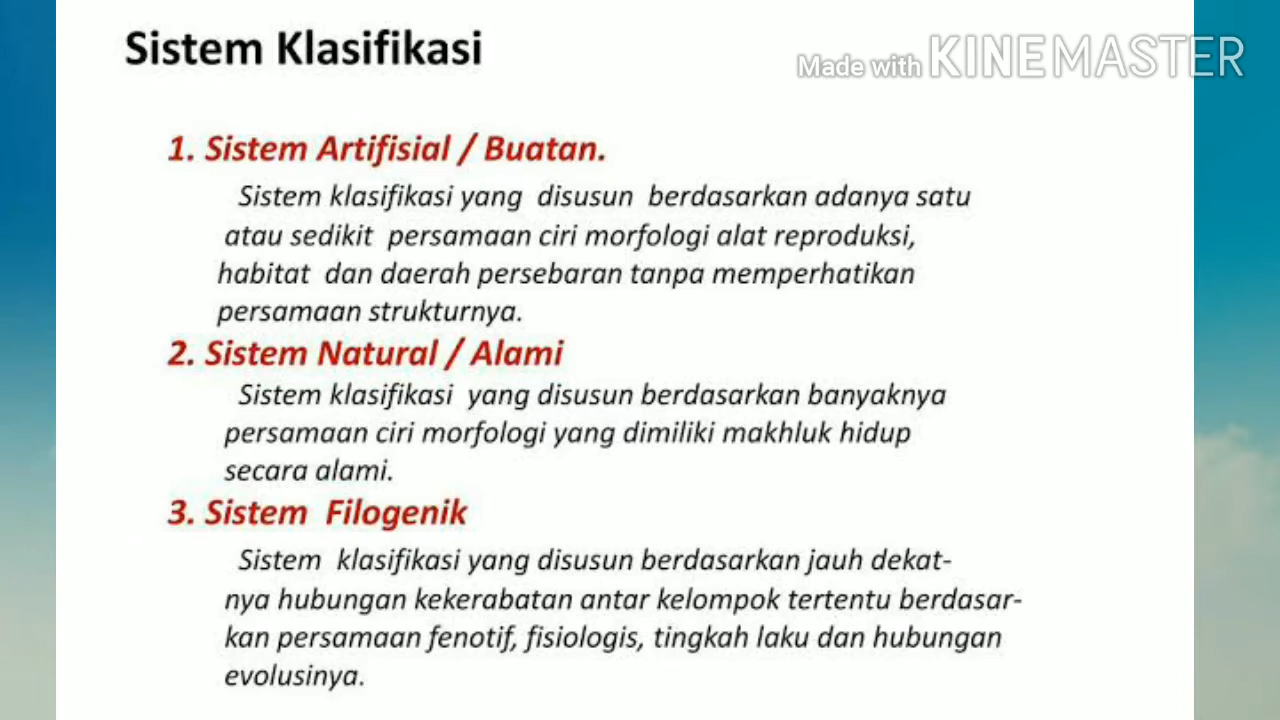 Sistem Klasifikasi
Made with KINEMASTER
1. Sistem Artifisial / Buatan.
Sistem klasifikasi yang disusun berdasarkan adanya satu
atau sedikit persamaan ciri morfologi alat reproduksi,
habitat dan daerah persebaran tanpa memperhatikan
persamaan strukturnya.
2. Sistem Natural / Alami
Sistem klasifikasi yang disusun berdasarkan banyaknya
persamaan ciri morfologi yang dimiliki makhluk hidup
secara alami.
3. Sistem Filogenik
Sistem klasifikasi yang disusun berdasarkan jauh dekat-
nya hubungan kekerabatan antar kelompok tertentu berdasar-
kan persamaan fenotif, fisiologis, tingkah laku dan hubungan
evolusinya.